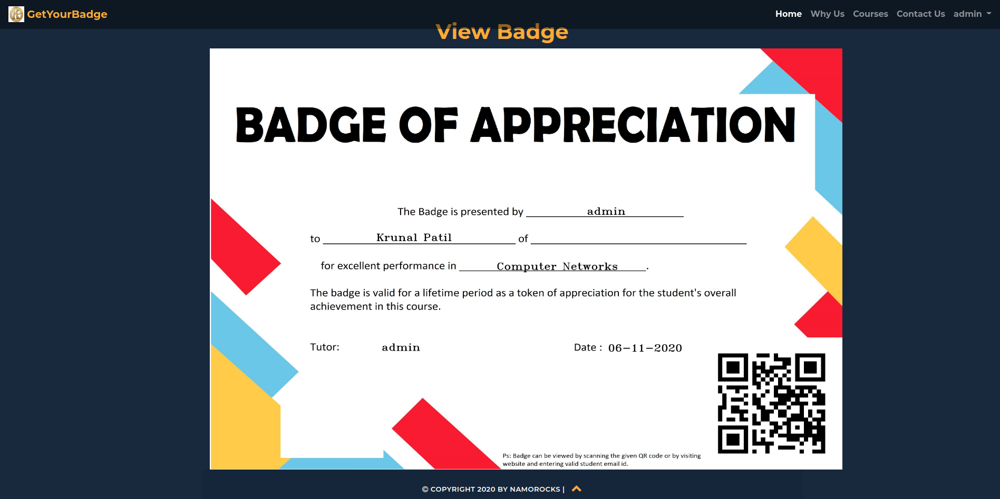 GetYourBadge
Home Why Us Courses Contact Us admin
View Badge
BADGE OF APPRECIATION
The Badge is presented by admin
to Krunal Patil of
for excellent performance in Computer Networks.
The badge is valid for a lifetime period as a token of appreciation for the student's overall
achievement in this course.
Tutor: admin Date : 06-11-2020
Ps: Badge can be viewed by scanning the given QR code or by visiting
website and entering valid student email id.
© COPYRIGHT 2020 BY NAMOROCKS |